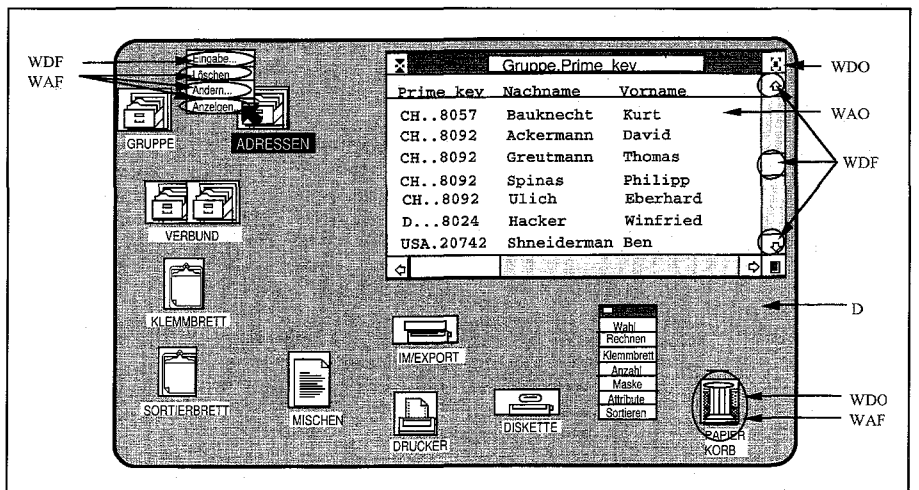 WDF
WAF
Eingabe...
Löschen...
Ändern...
Anzeigen...
GRUPPE
ADRESSEN
VERBUND
KLEMMBRETT
SORTIERBRETT
MISCHEN
Gruppe.Prime key
Prime key Nachname Vorname
CH..8057 Bauknecht Kurt
CH..8092 Ackermann David
CH..8092 Greutmann Thomas
CH..8092 Spinas Philipp
CH..8092 Ulich Eberhard
D...8024 Hacker Winfried
USA.20742 Shneiderman Ben
IM/EXPORT
DRUCKER
DISKETTE
Wahl
Rechnen
Klemmbrett
Anzahl
Maske
Attribute
Sortieren
PAPIER
KORB
WDO
WAO
WDF
D
WDO
WAF